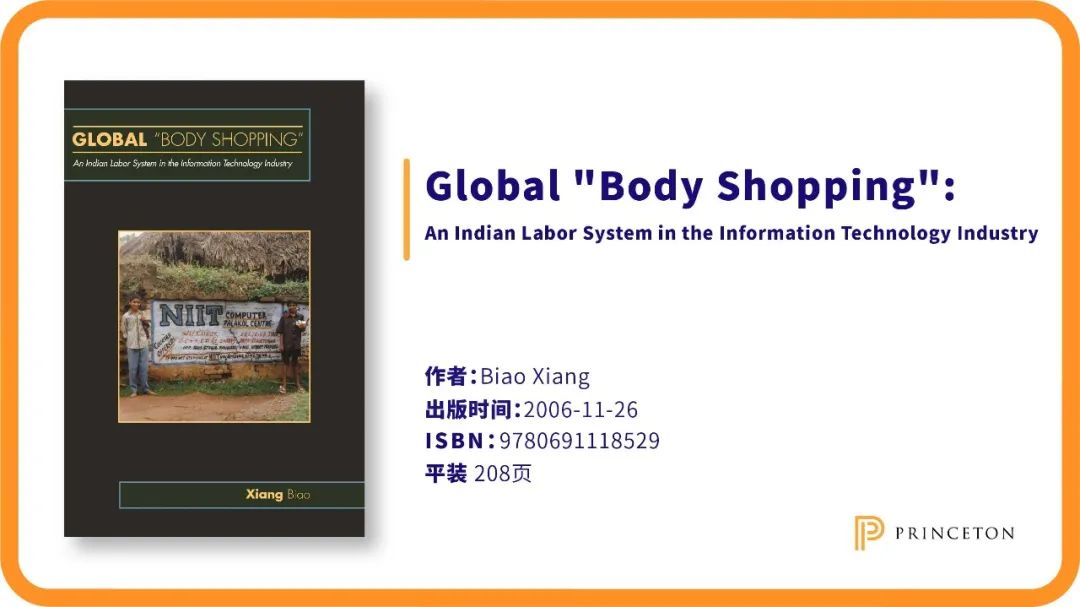 GLOBAL "BODY SHOPPING"
An Indian Labor System in the Information Technology Industry
NIIT COMPUTER
PALAKOL CENTRE
Xiang Biao
Global "Body Shopping":
An Indian Labor System in the Information Technology Industry
作者：Biao Xiang
出版时间：2006-11-26
ISBN：9780691118529
平装 208页
PRINCETON